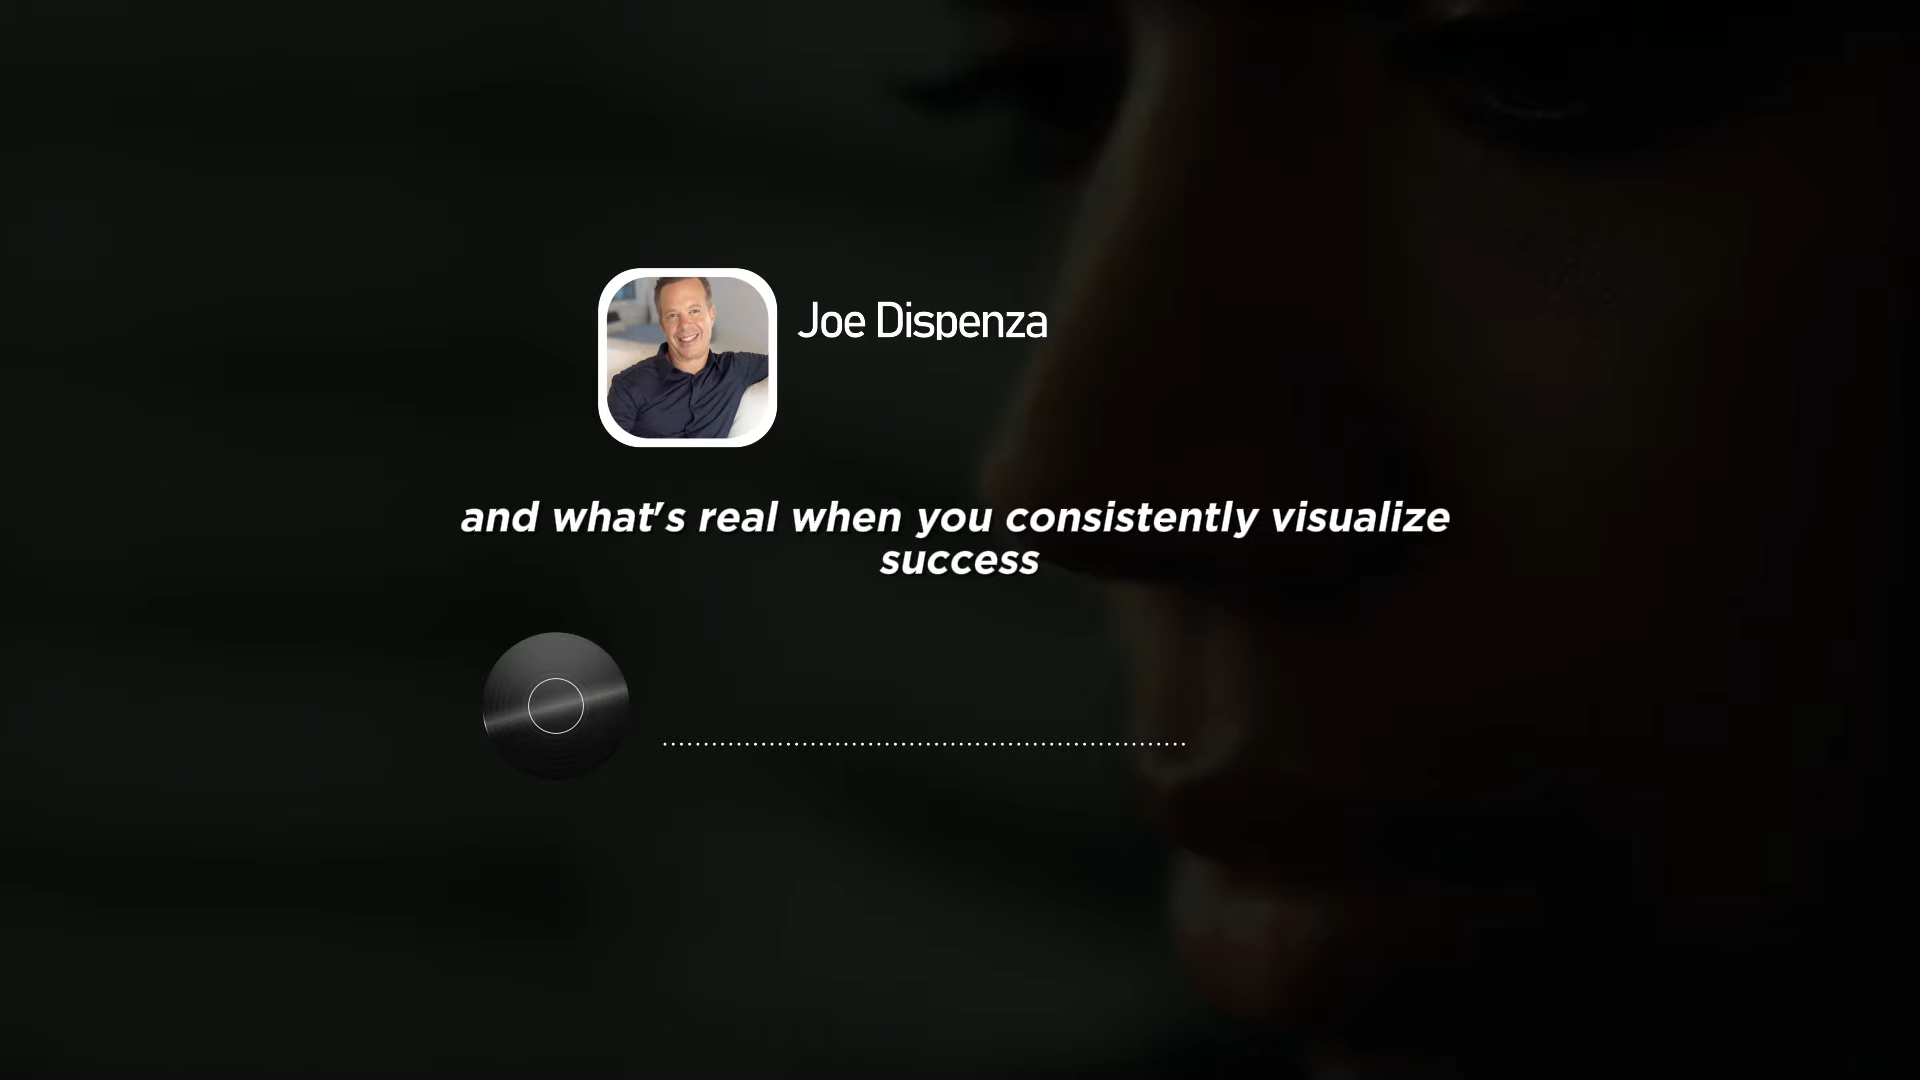 Joe Dispenza
and what's real when you consistently visualize
success